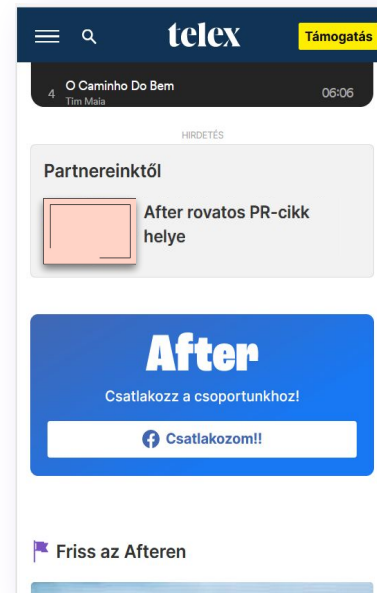 telex
Támogatás
4 O Caminho Do Bem 06:06
Tim Maia
HIRDETÉS
Partnereinktől
After rovatos PR-cikk
helye
After
Csatlakozz a csoportunkhoz!
Csatlakozom!!
Friss az Afteren